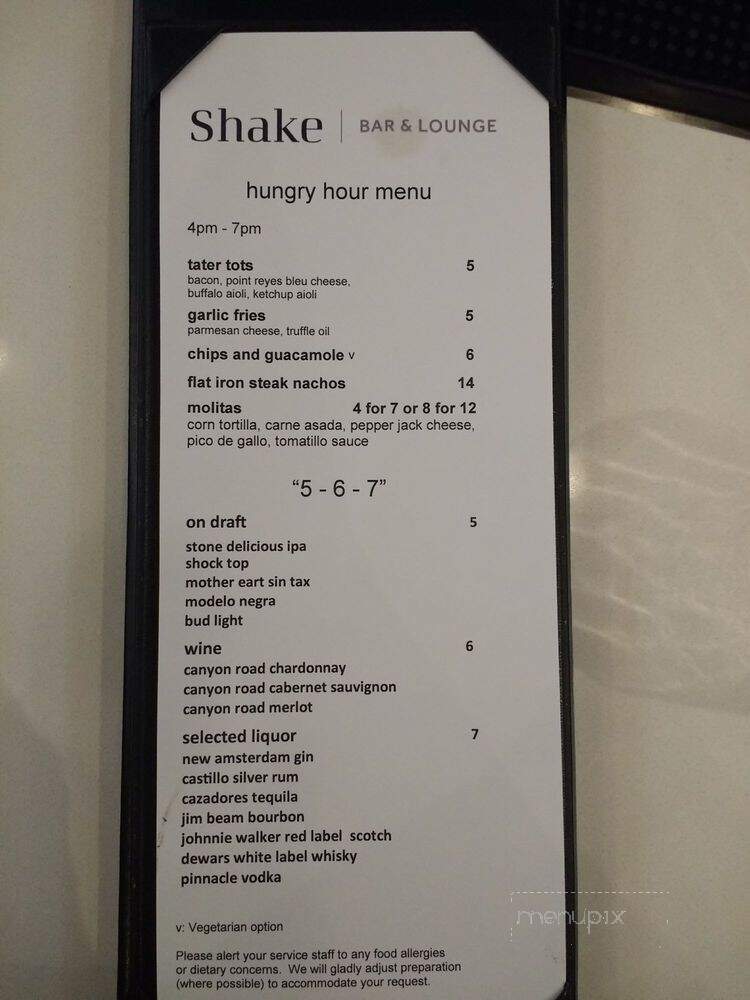 Shake | BAR & LOUNGE
hungry hour menu
4pm - 7pm
tater tots 5
bacon, point reyes bleu cheese,
buffalo aioli, ketchup aioli
garlic fries 5
parmesan cheese, truffle oil
chips and guacamole v 6
flat iron steak nachos 14
molitas 4 for 7 or 8 for 12
corn tortilla, carne asada, pepper jack cheese,
pico de gallo, tomatillo sauce
“5 - 6 - 7”
on draft 5
stone delicious ipa
shock top
mother eart sin tax
modelo negra
bud light
wine 6
canyon road chardonnay
canyon road cabernet sauvignon
canyon road merlot
selected liquor 7
new amsterdam gin
castillo silver rum
cazadores tequila
jim beam bourbon
johnnie walker red label scotch
dewars white label whisky
pinnacle vodka
v: Vegetarian option
Please alert your service staff to any food allergies
or dietary concerns. We will gladly adjust preparation
(where possible) to accommodate your request.
menupix